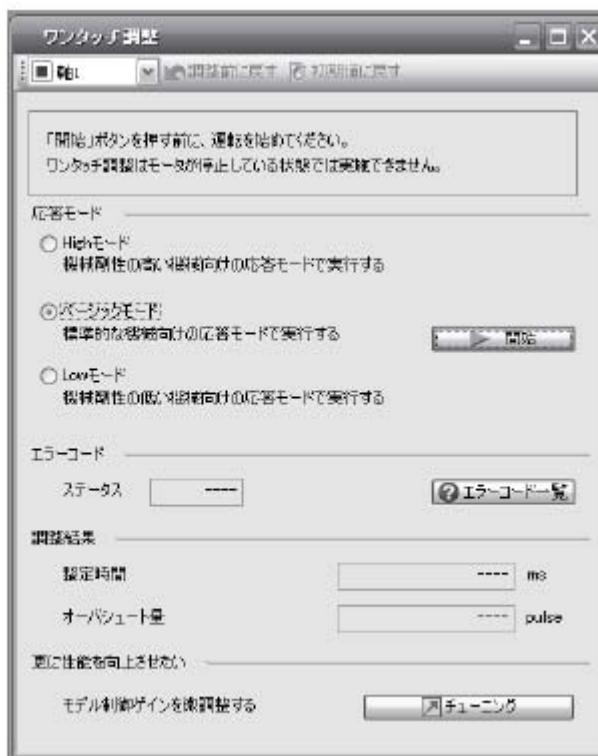 ワンタッチ調整
軸1 調整前に戻す 初期値に戻す
「開始」ボタンを押す前に、運転を始めてください。
ワンタッチ調整はモータが停止している状態では実施できません。
応答モード
Highモード
機械剛性の高い機械向けの応答モードで実行する
ベーシックモード
標準的な機械向けの応答モードで実行する
開始
Lowモード
機械剛性の低い機械向けの応答モードで実行する
エラーコード
ステータス ----
エラーコード一覧
調整結果
整定時間 ---- ms
オーバシュート量 ---- pulse
更に性能を向上させたい
モデル制御ゲインを微調整する チューニング